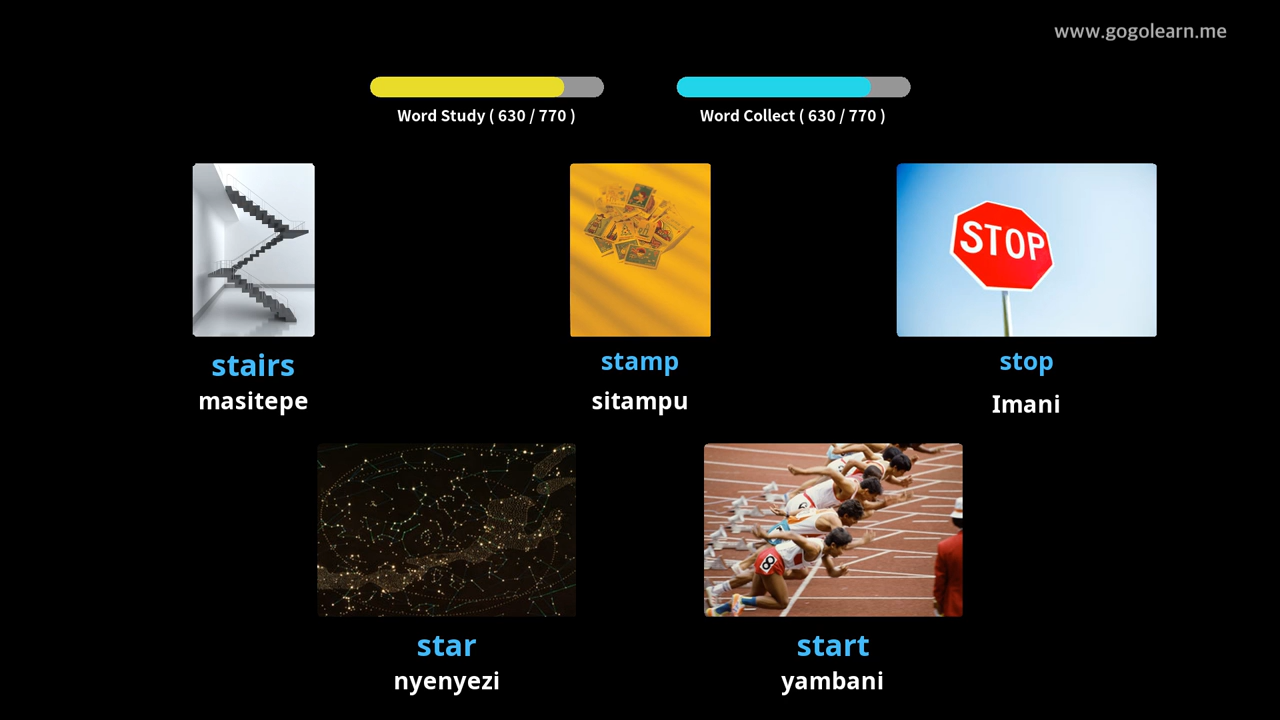 www.gogolearn.me
Word Study ( 630 / 770 )
Word Collect ( 630 / 770 )
STOP
stairs
masitepe
stamp
sitampu
stop
Imani
star
nyenyezi
start
yambani